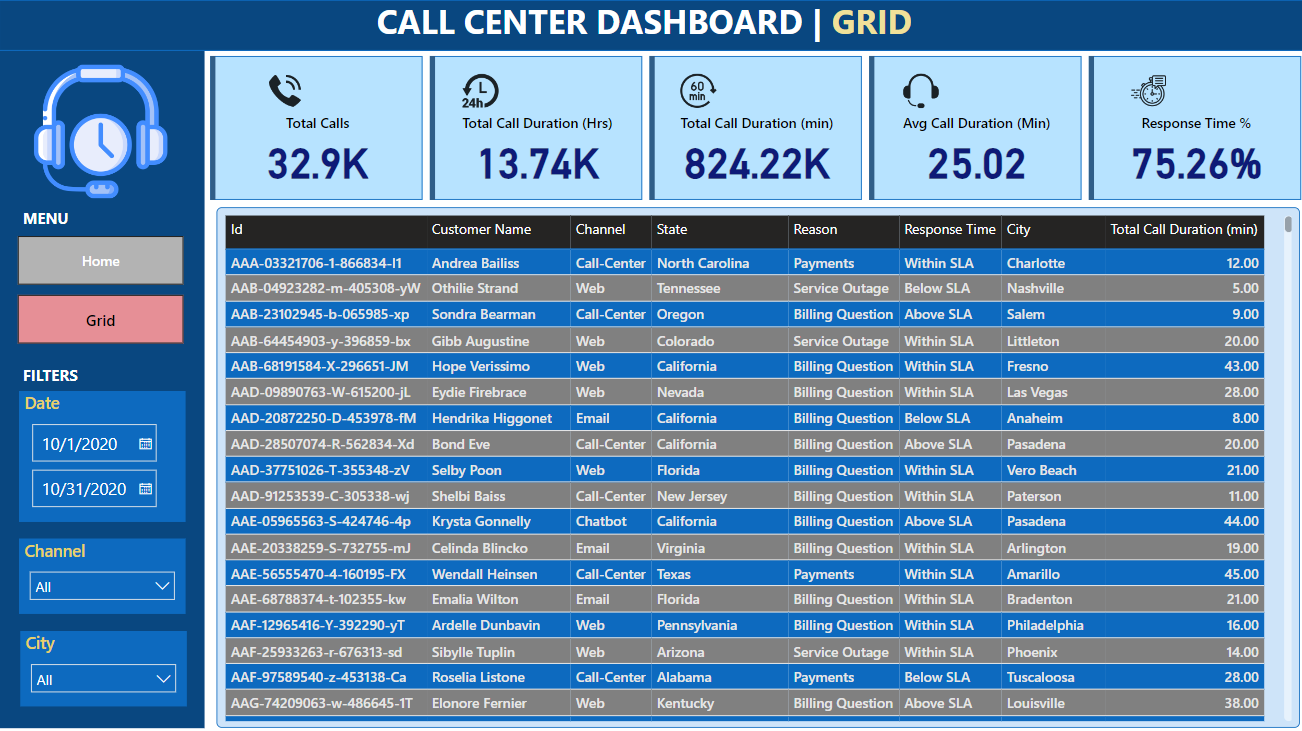 CALL CENTER DASHBOARD | GRID
24h
60
min
Total Calls
32.9K
Total Call Duration (Hrs)
13.74K
Total Call Duration (min)
824.22K
Avg Call Duration (Min)
25.02
Response Time %
75.26%
MENU
Home
Grid
FILTERS
Date
10/1/2020
10/31/2020
Channel
All
City
All
Id Customer Name Channel State Reason Response Time City Total Call Duration (min)
AAA-03321706-1-866834-I1 Andrea Bailiss Call-Center North Carolina Payments Within SLA Charlotte 12.00
AAB-04923282-m-405308-yW Othilie Strand Web Tennessee Service Outage Below SLA Nashville 5.00
AAB-23102945-b-065985-xp Sondra Bearman Call-Center Oregon Billing Question Above SLA Salem 9.00
AAB-64454903-y-396859-bx Gibb Augustine Web Colorado Service Outage Within SLA Littleton 20.00
AAB-68191584-X-296651-JM Hope Verissimo Web California Billing Question Within SLA Fresno 43.00
AAD-09890763-W-615200-jL Eydie Firebrace Web Nevada Billing Question Within SLA Las Vegas 28.00
AAD-20872250-D-453978-fM Hendrika Higgonet Email California Billing Question Below SLA Anaheim 8.00
AAD-28507074-R-562834-Xd Bond Eve Call-Center California Billing Question Above SLA Pasadena 20.00
AAD-37751026-T-355348-zV Selby Poon Web Florida Billing Question Within SLA Vero Beach 21.00
AAD-91253539-C-305338-wj Shelbi Baiss Call-Center New Jersey Billing Question Within SLA Paterson 11.00
AAE-05965563-S-424746-4p Krysta Gonnelly Chatbot California Billing Question Above SLA Pasadena 44.00
AAE-20338259-S-732755-mJ Celinda Blincko Email Virginia Billing Question Within SLA Arlington 19.00
AAE-56555470-4-160195-FX Wendall Heinsen Call-Center Texas Payments Within SLA Amarillo 45.00
AAE-68788374-t-102355-kw Emalia Wilton Email Florida Billing Question Within SLA Bradenton 21.00
AAF-12965416-Y-392290-yT Ardelle Dunbavin Web Pennsylvania Billing Question Within SLA Philadelphia 16.00
AAF-25933263-r-676313-sd Sibylle Tuplin Web Arizona Service Outage Within SLA Phoenix 14.00
AAF-97589540-z-453138-Ca Roselia Listone Call-Center Alabama Payments Below SLA Tuscaloosa 28.00
AAG-74209063-w-486645-1T Elonore Fernier Web Kentucky Billing Question Above SLA Louisville 38.00